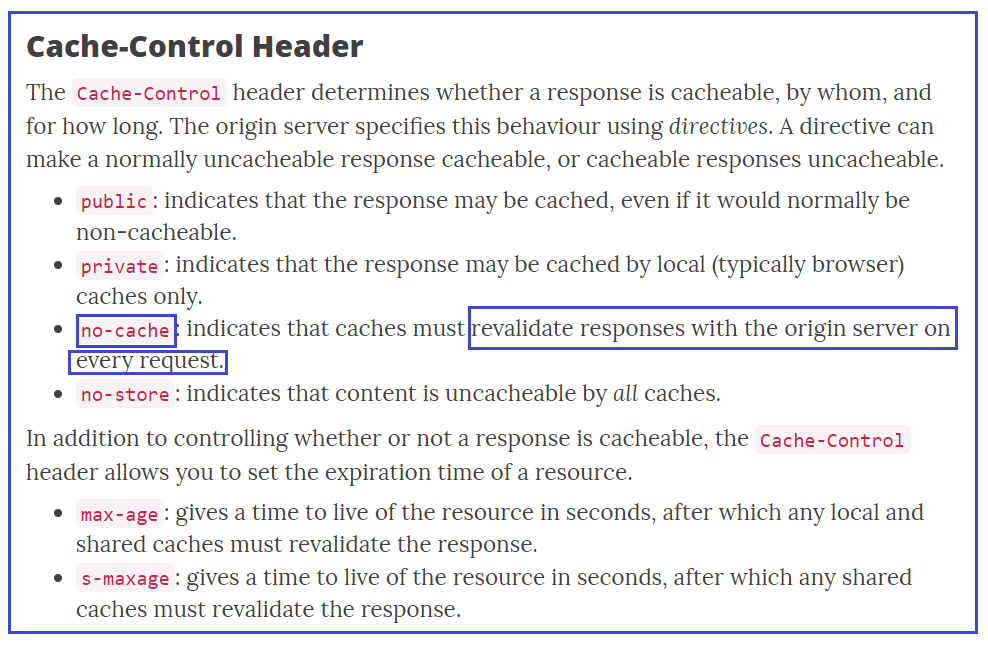 Cache-Control Header
The Cache-Control header determines whether a response is cacheable, by whom, and
for how long. The origin server specifies this behaviour using directives. A directive can
make a normally uncacheable response cacheable, or cacheable responses uncacheable.
• public: indicates that the response may be cached, even if it would normally be
non-cacheable.
• private: indicates that the response may be cached by local (typically browser)
caches only.
• no-cache: indicates that caches must revalidate responses with the origin server on
every request.
• no-store: indicates that content is uncacheable by all caches.
In addition to controlling whether or not a response is cacheable, the Cache-Control
header allows you to set the expiration time of a resource.
• max-age: gives a time to live of the resource in seconds, after which any local and
shared caches must revalidate the response.
• s-maxage: gives a time to live of the resource in seconds, after which any shared
caches must revalidate the response.